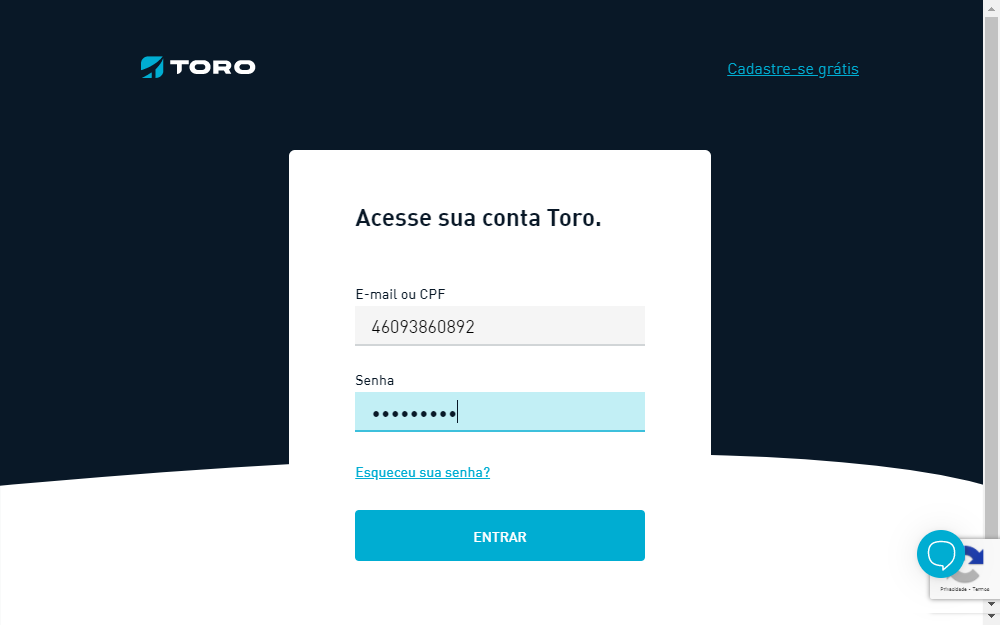 TORO
Cadastre-se grátis
Acesse sua conta Toro.
E-mail ou CPF
46093860892
Senha
•••••••••
Esqueceu sua senha?
ENTRAR
Privacidade - Termos